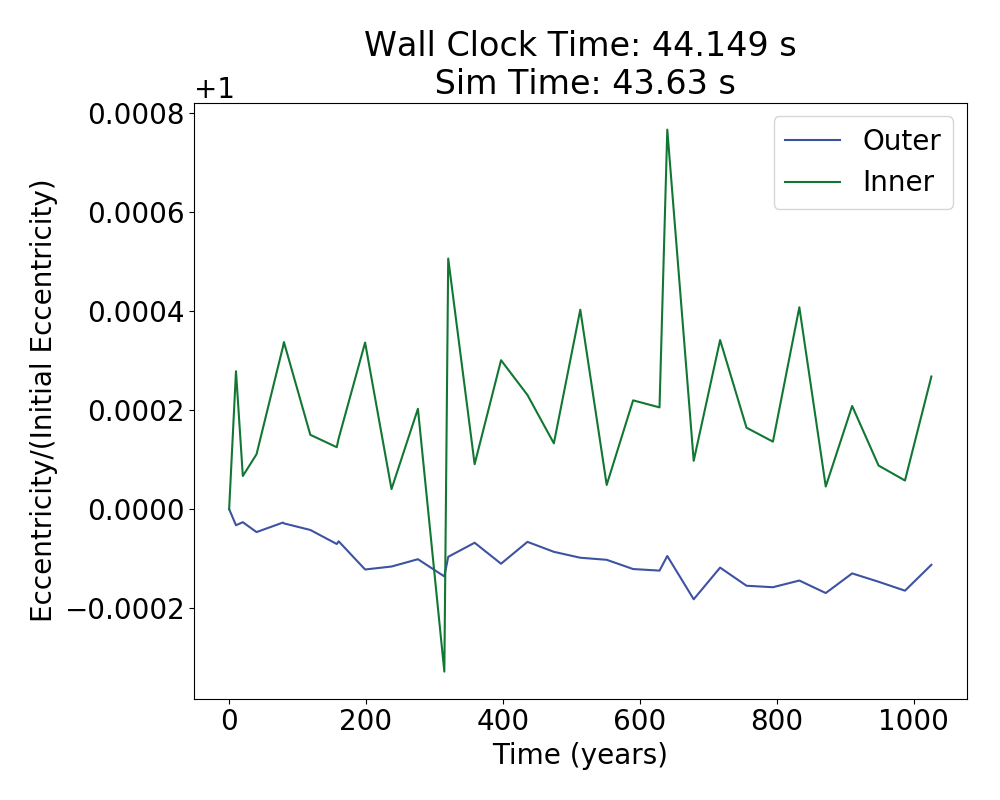 Wall Clock Time: 44.149 s
Sim Time: 43.63 s
+1
0.0008
0.0006
0.0004
0.0002
0.0000
−0.0002
Eccentricity/(Initial Eccentricity)
Outer
Inner
0 200 400 600 800 1000
Time (years)